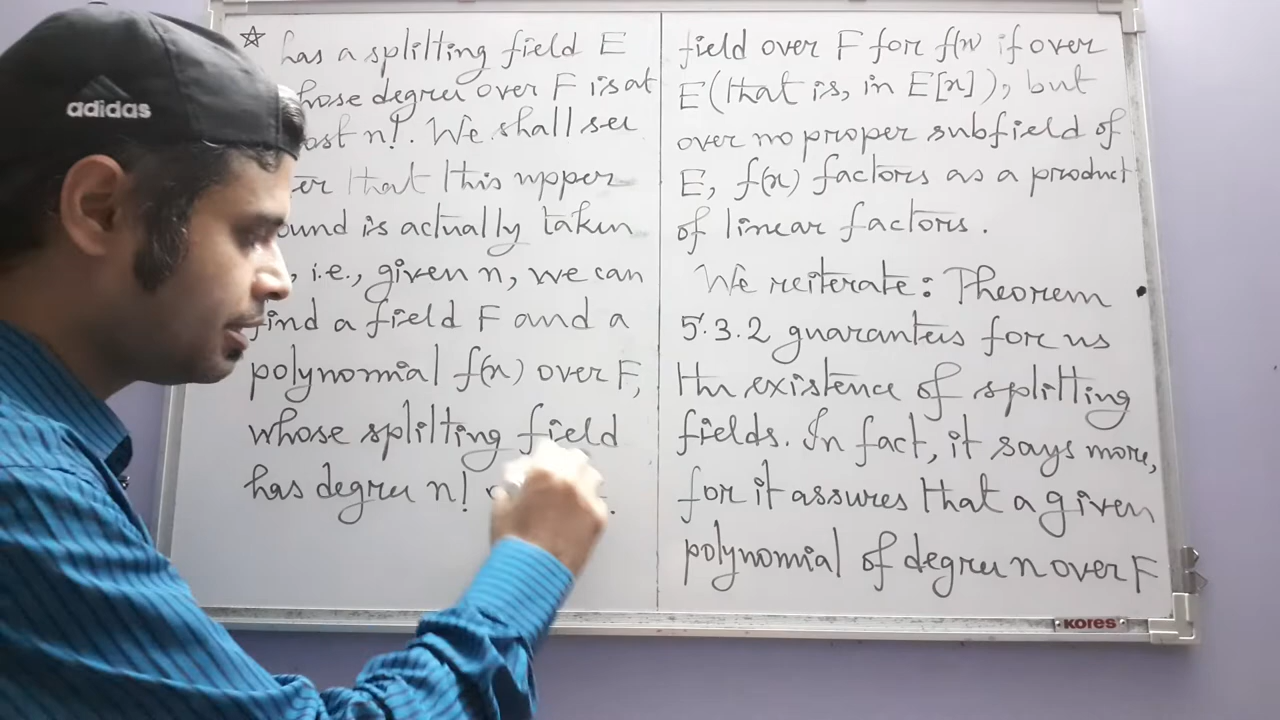 adidas
has a splitting field E
hose degree over F is at
ost n!. We shall see
er that this upper
ound is actually taken
, i.e., given n, we can
find a field F and a
polynomial f(x) over F,
whose splitting field
has degree n!
field over F for f(x) if over
E (that is, in E[x]), but
over no proper subfield of
E, f(x) factors as a product
of linear factors.
We reiterate: Theorem
5.3.2 guarantees for us
the existence of splitting
fields. In fact, it says more,
for it assures that a given
polynomial of degree n over F
KORES